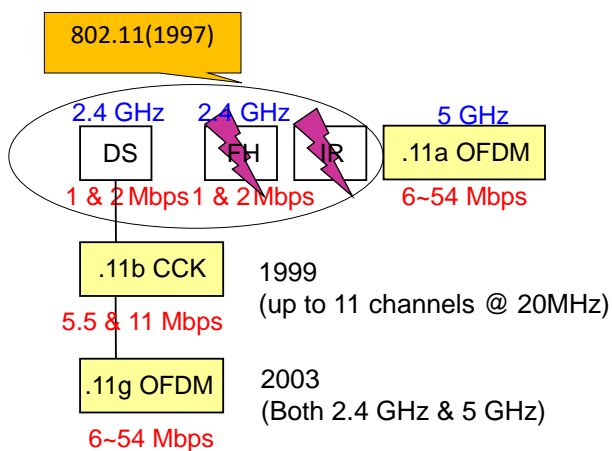 802.11(1997)
2.4 GHz 2.4 GHz 5 GHz
DS FH IR .11a OFDM
1 & 2 Mbps 1 & 2 Mbps 6~54 Mbps
.11b CCK 1999
(up to 11 channels @ 20MHz)
5.5 & 11 Mbps
.11g OFDM 2003
(Both 2.4 GHz & 5 GHz)
6~54 Mbps